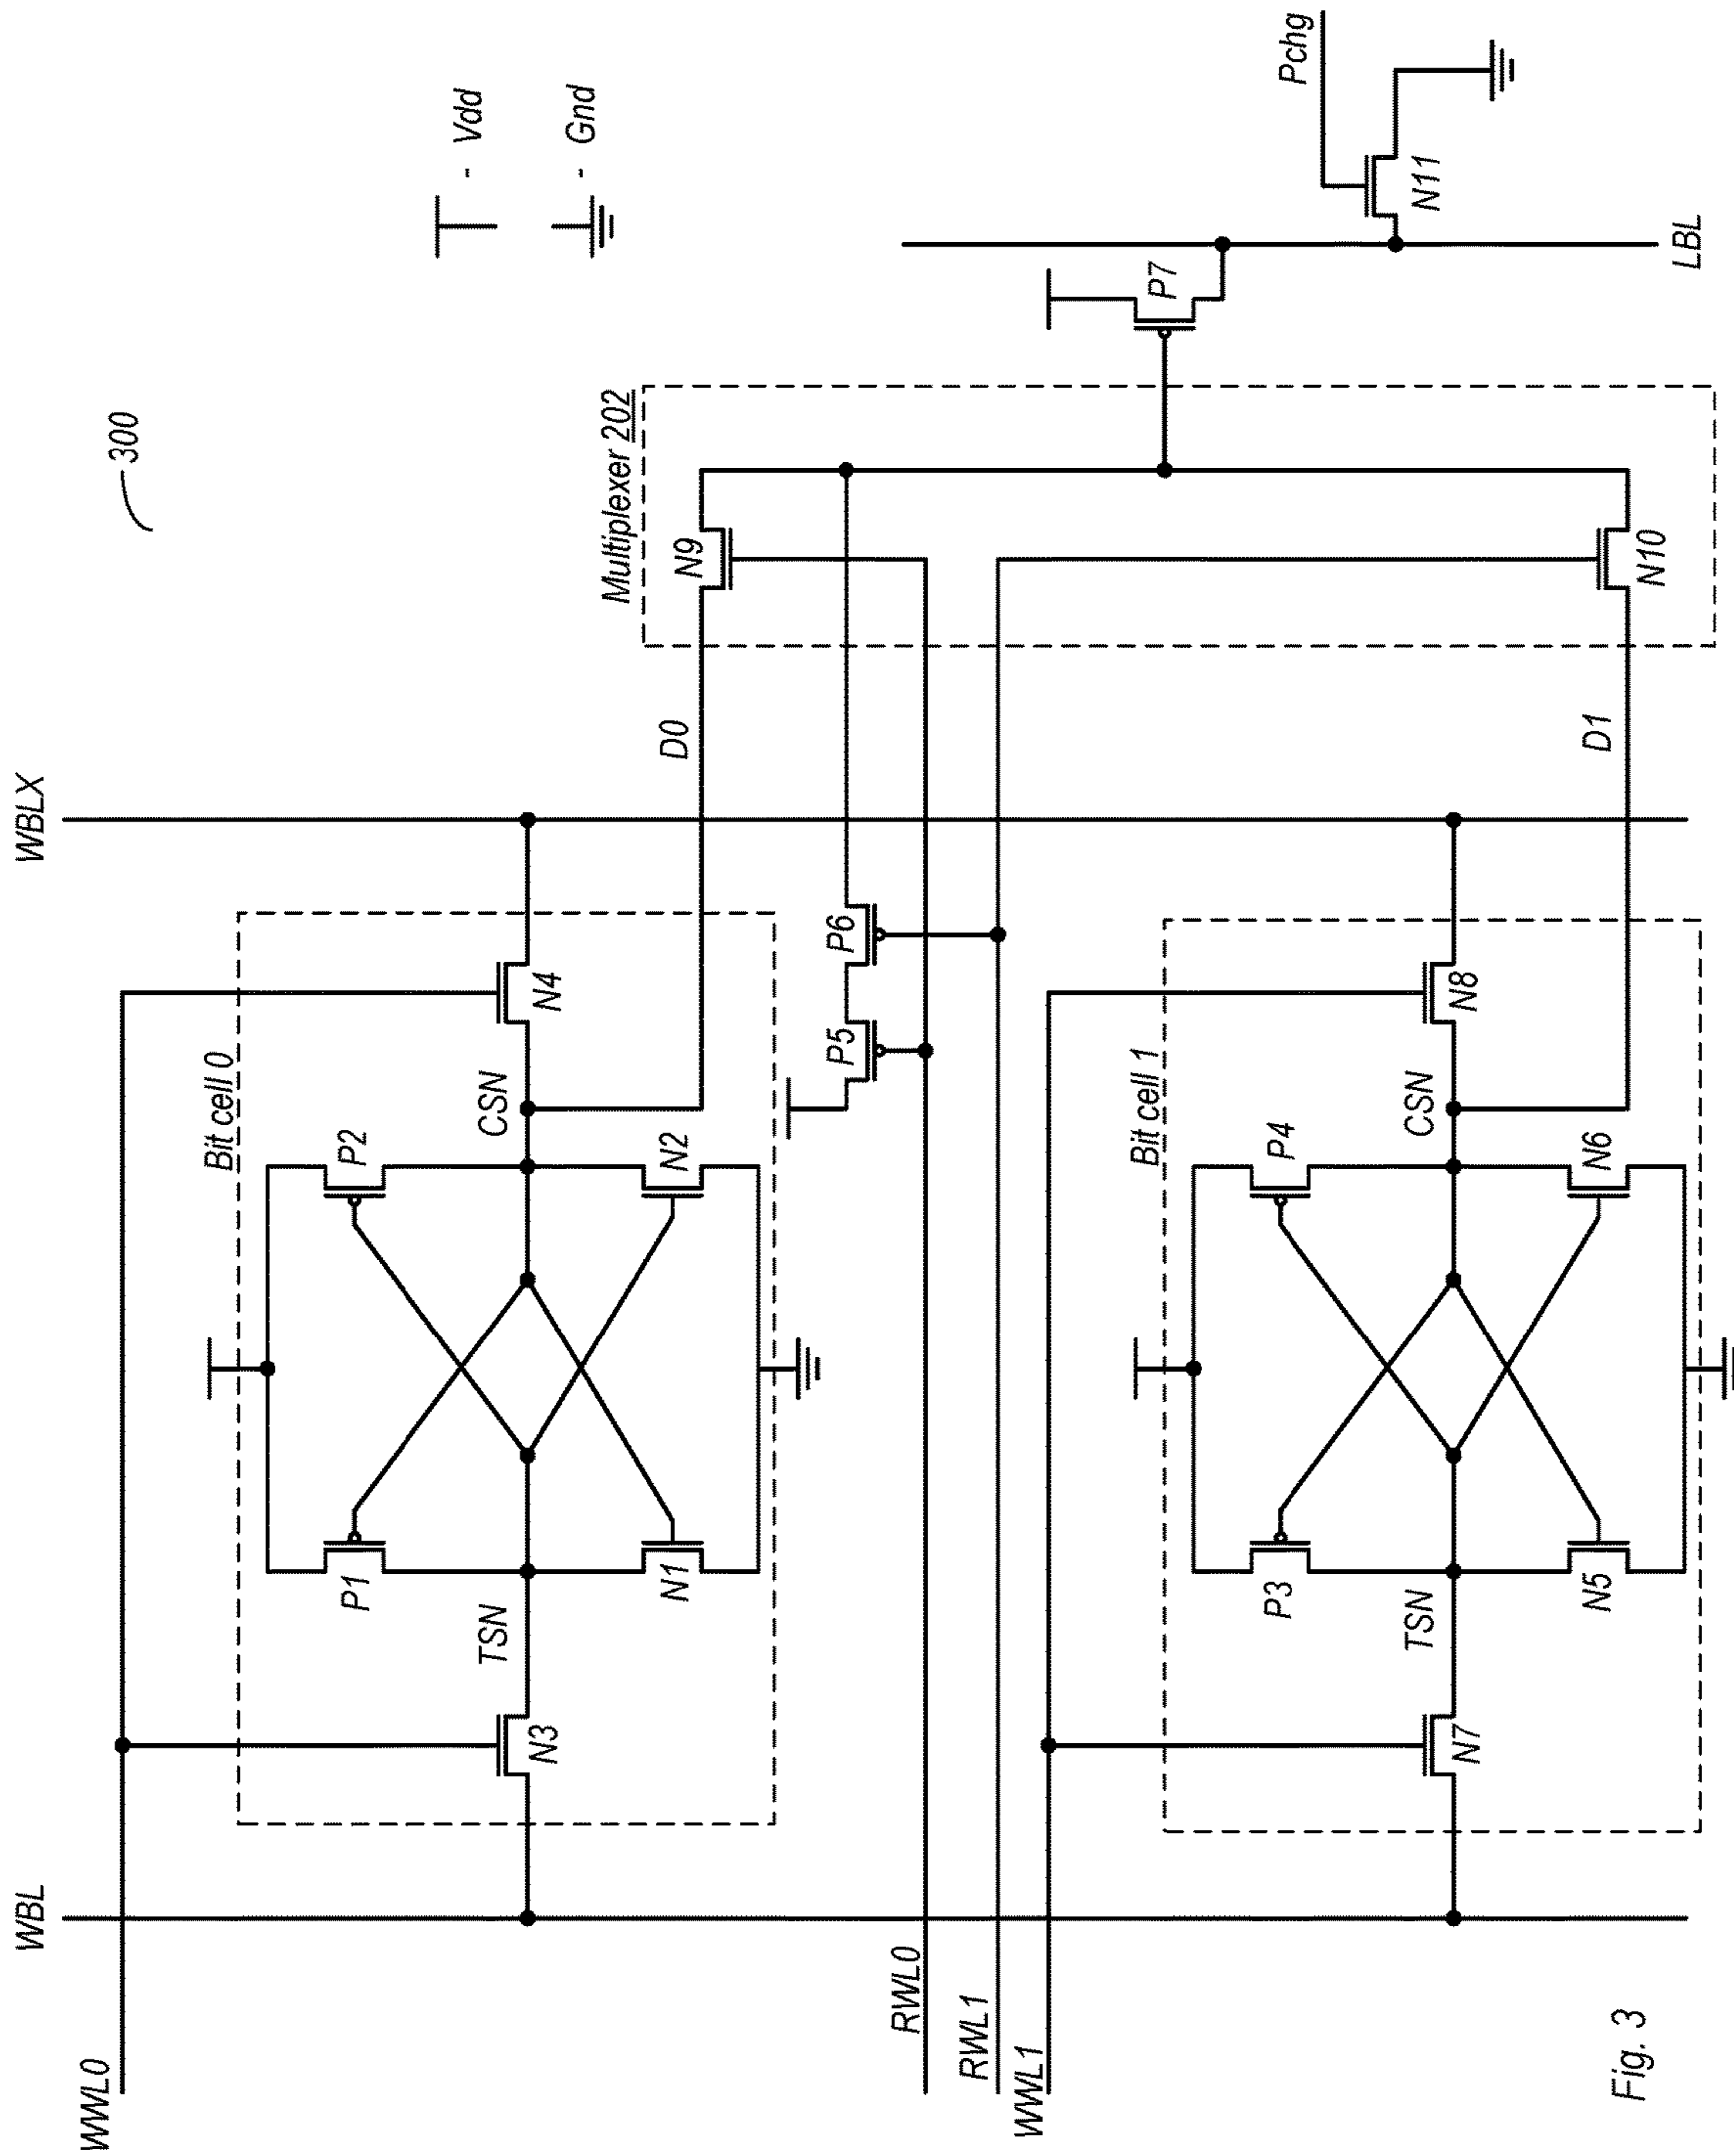 300
WBL
WBLX
WWL0
Bit cell 0
P1
P2
TSN
CSN
N3
N4
N1
N2
D0
- Vdd
- Gnd
Multiplexer 202
N9
P5
P6
RWL0
RWL1
WWL1
Bit cell 1
P3
P4
TSN
CSN
N7
N8
N5
N6
D1
N10
P7
Pchg
N11
LBL
Fig. 3